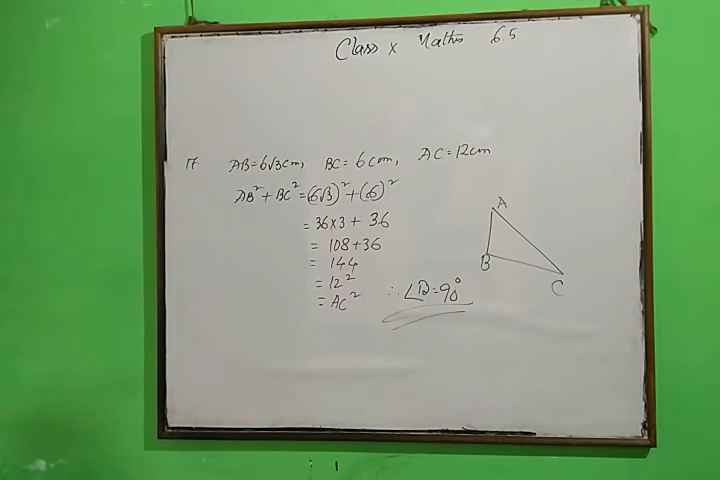 Class X Maths 6.5
17 AB=6√3cm, BC=6cm, AC=12cm
AB²+BC²=(6√3)²+(6)²
=36×3+36
=108+36
=144
=12²
=AC²
∴∠B=90°
A
B
C